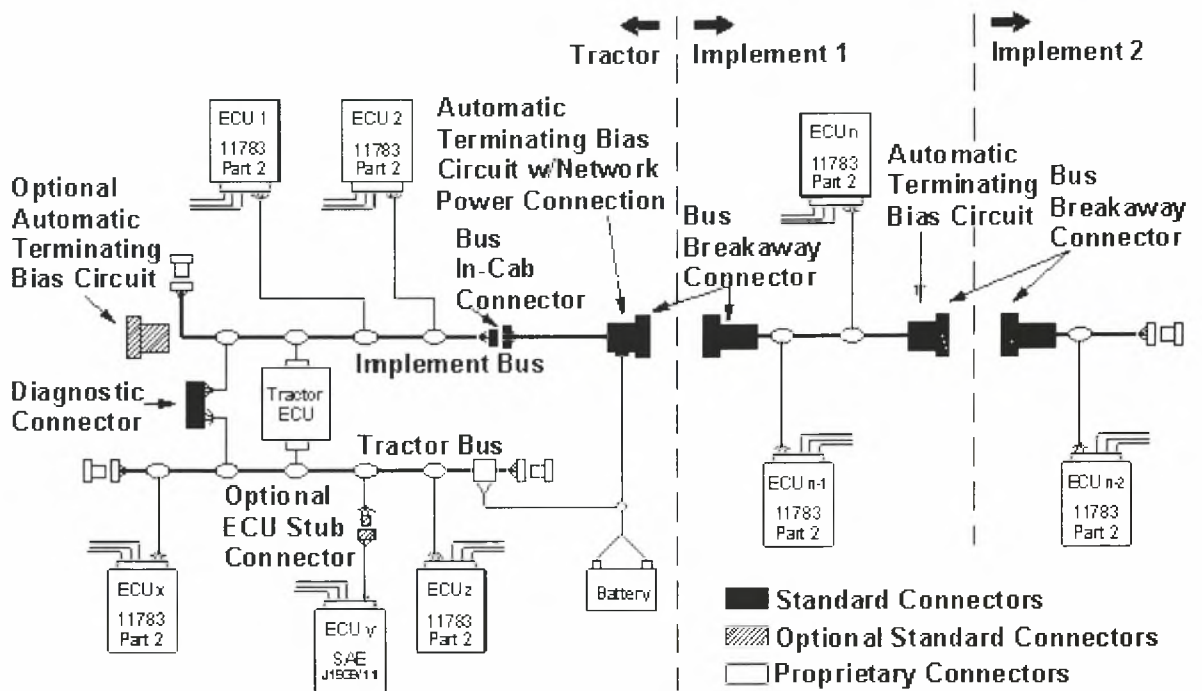 Tractor
Implement 1
Implement 2
ECU 1
11783
Part 2
ECU 2
11783
Part 2
Automatic
Terminating Bias
Circuit w/Network
Power Connection
ECU n
11783
Part 2
Automatic
Terminating
Bias Circuit
Bus
Breakaway
Connector
Optional
Automatic
Terminating
Bias Circuit
Bus
In-Cab
Connector
Bus
Breakaway
Connector
Implement Bus
Diagnostic
Connector
Tractor
ECU
Tractor Bus
Optional
ECU Stub
Connector
ECU x
11783
Part 2
ECU y
SAE
ECU z
11783
Part 2
Battery
ECU n-1
11783
Part 2
ECU n-2
11783
Part 2
Standard Connectors
Optional Standard Connectors
Proprietary Connectors